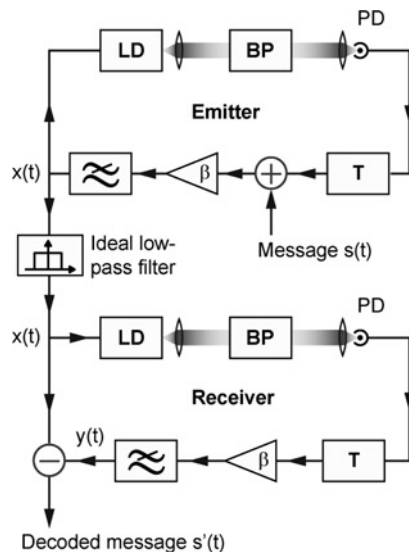 PD
LD
BP
Emitter
x(t)
β
+
T
Message s(t)
Ideal low-
pass filter
PD
x(t)
LD
BP
Receiver
y(t)
−
β
T
Decoded message s'(t)